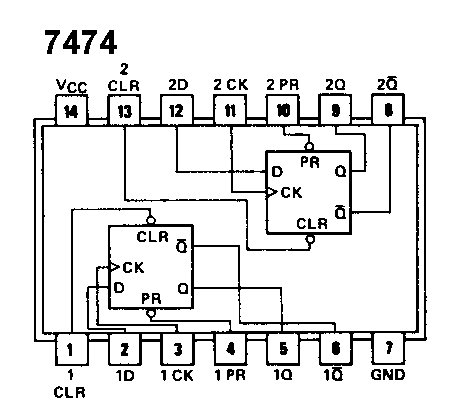 7474
2
VCC CLR 2D 2 CK 2 PR 2Q 2Q̅
14 13 12 11 10 9 8
PR
D Q
CK
CLR Q̅
CLR Q̅
CK
D Q
PR
1 2 3 4 5 6 7
1 1D 1 CK 1 PR 1Q 1Q̅ GND
CLR